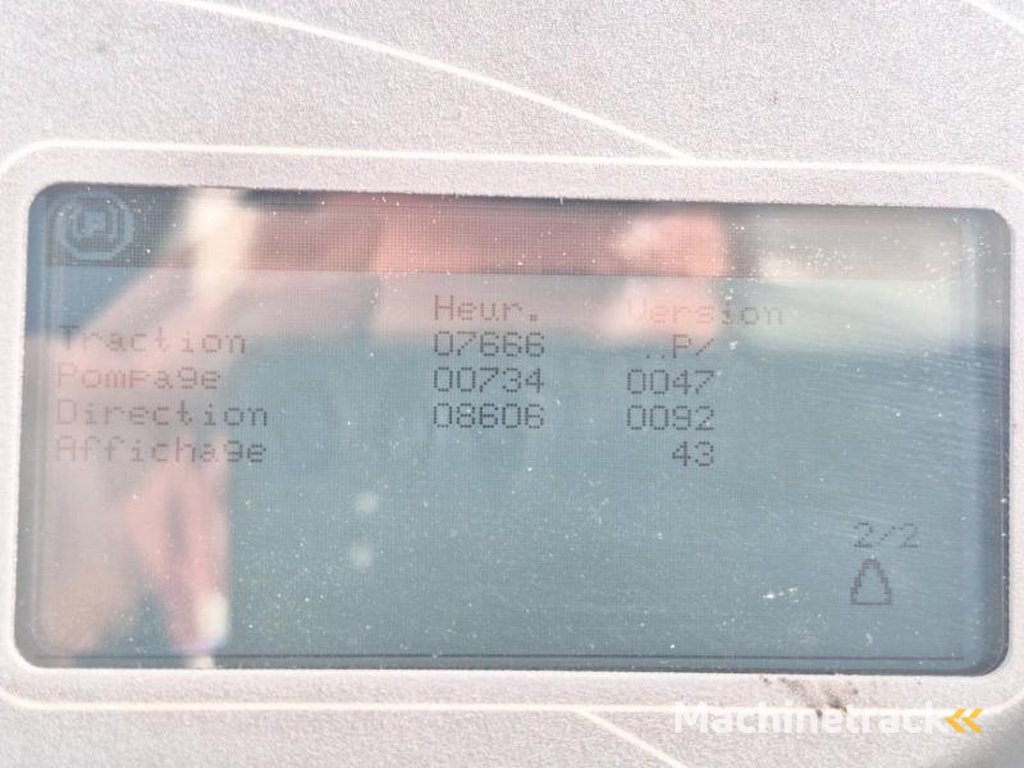 P
Heur. Version
Traction 07666 ..P/
Pompage 00734 0047
Direction 08606 0092
Affichage 43
2/2
Machinetrack